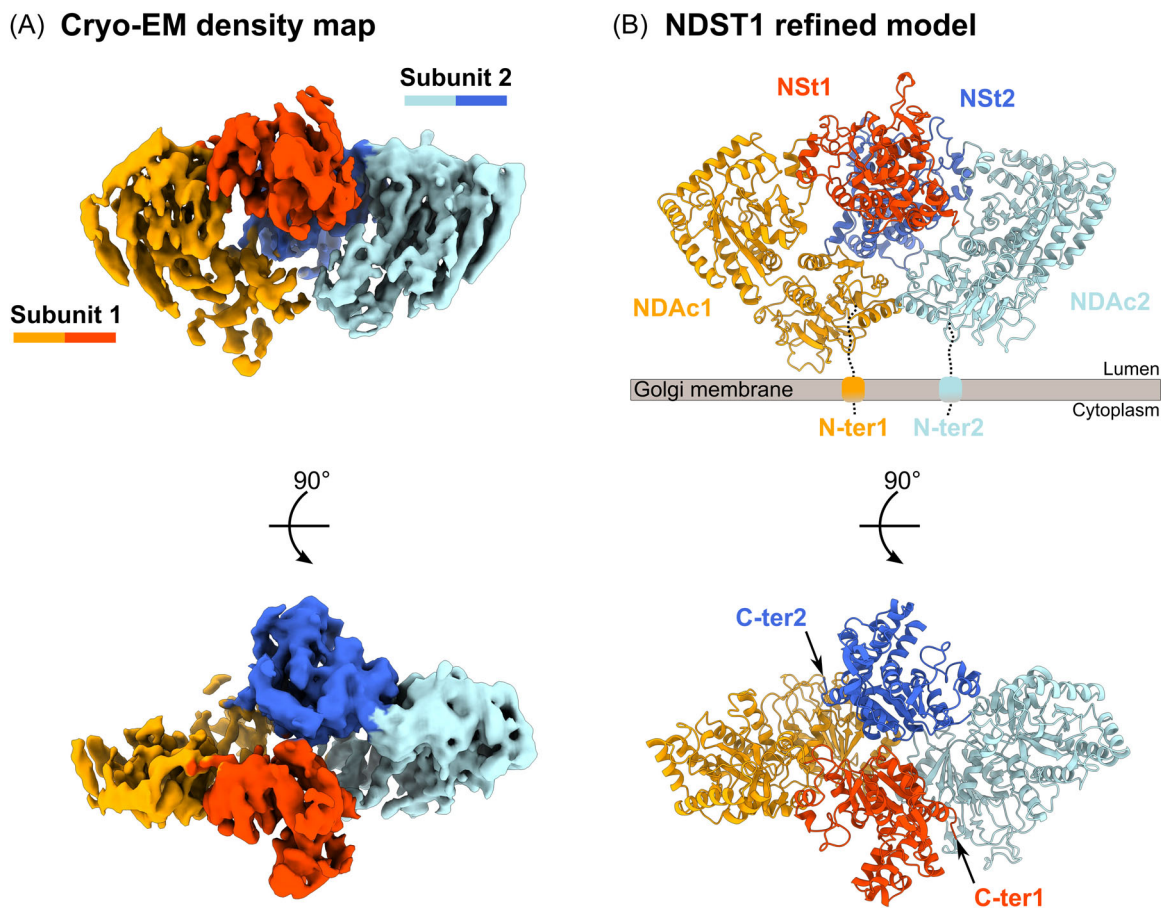 (A) Cryo-EM density map
Subunit 2
Subunit 1
90°
(B) NDST1 refined model
NSt1
NSt2
NDAc1
NDAc2
Lumen
Golgi membrane
Cytoplasm
N-ter1
N-ter2
90°
C-ter2
C-ter1